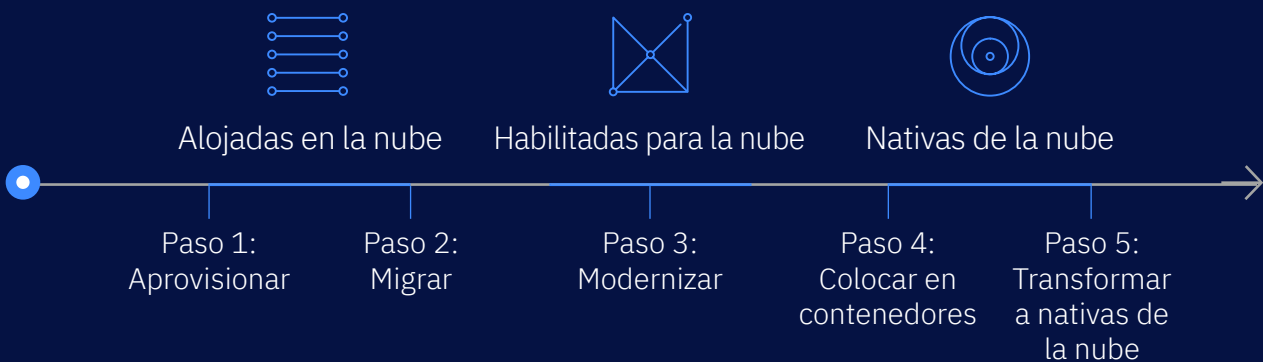 Alojadas en la nube
Habilitadas para la nube
Nativas de la nube
Paso 1:
Aprovisionar
Paso 2:
Migrar
Paso 3:
Modernizar
Paso 4:
Colocar en
contenedores
Paso 5:
Transformar
a nativas de
la nube